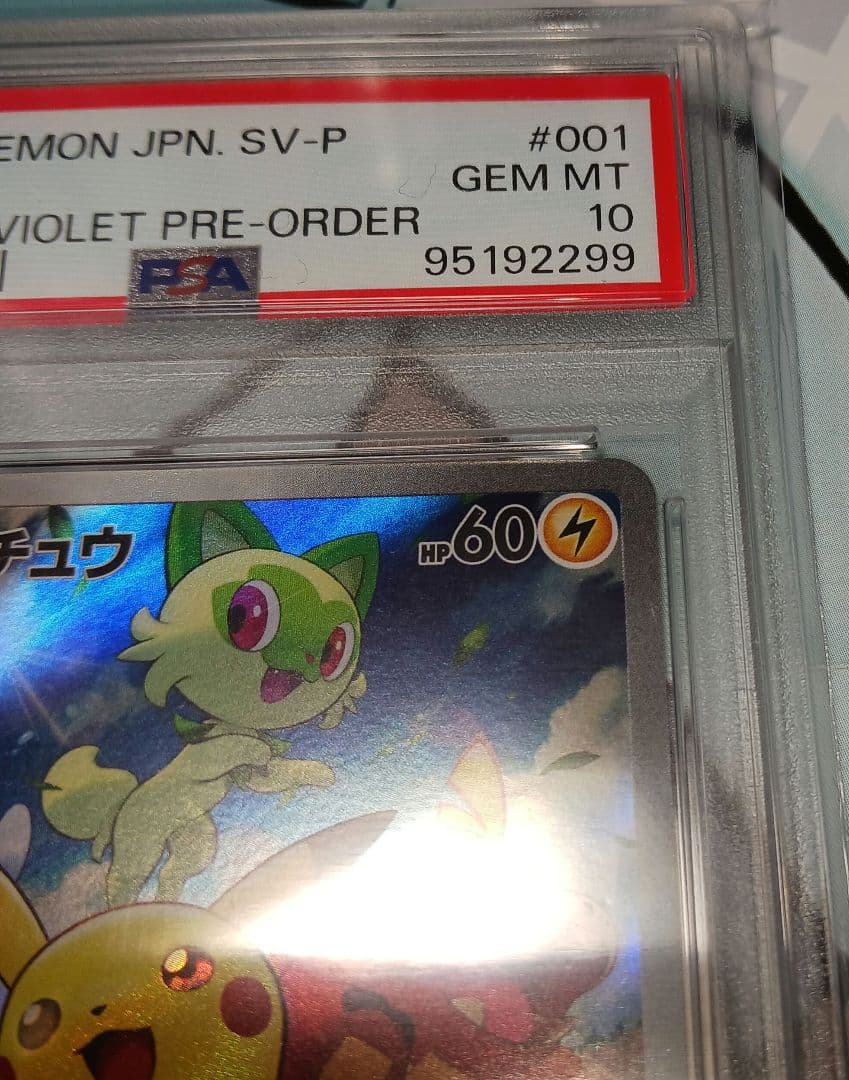 EMON JPN. SV-P #001
GEM MT
VIOLET PRE-ORDER 10
PSA 95192299
チュウ HP60